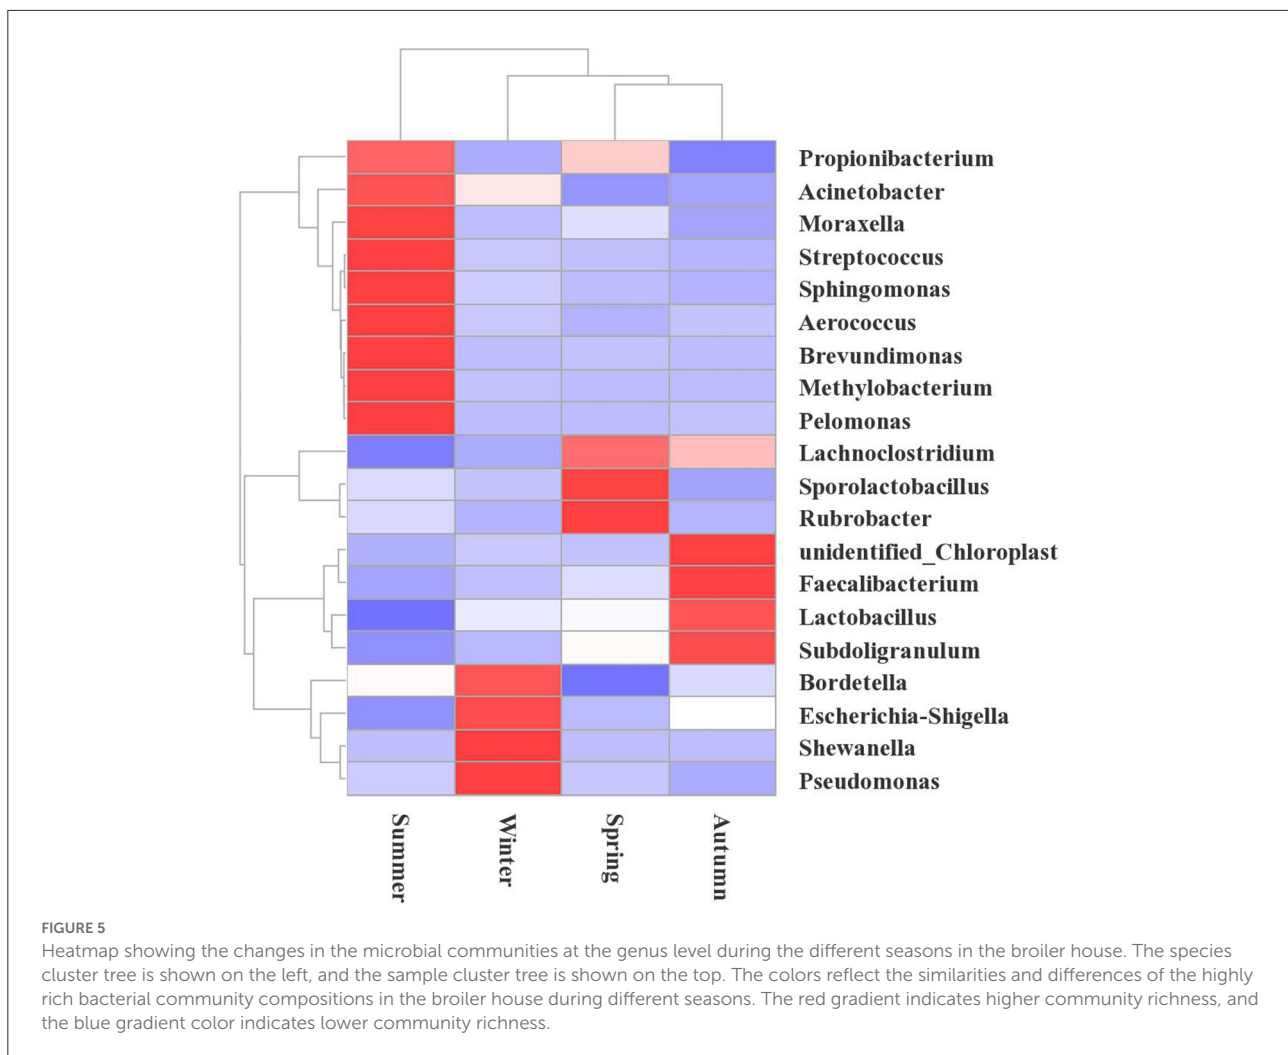 Propionibacterium
Acinetobacter
Moraxella
Streptococcus
Sphingomonas
Aerococcus
Brevundimonas
Methylobacterium
Pelomonas
Lachnoclostridium
Sporolactobacillus
Rubrobacter
unidentified_Chloroplast
Faecalibacterium
Lactobacillus
Subdoligranulum
Bordetella
Escherichia-Shigella
Shewanella
Pseudomonas
Summer
Winter
Spring
Autumn
FIGURE 5
Heatmap showing the changes in the microbial communities at the genus level during the different seasons in the broiler house. The species
cluster tree is shown on the left, and the sample cluster tree is shown on the top. The colors reflect the similarities and differences of the highly
rich bacterial community compositions in the broiler house during different seasons. The red gradient indicates higher community richness, and
the blue gradient color indicates lower community richness.